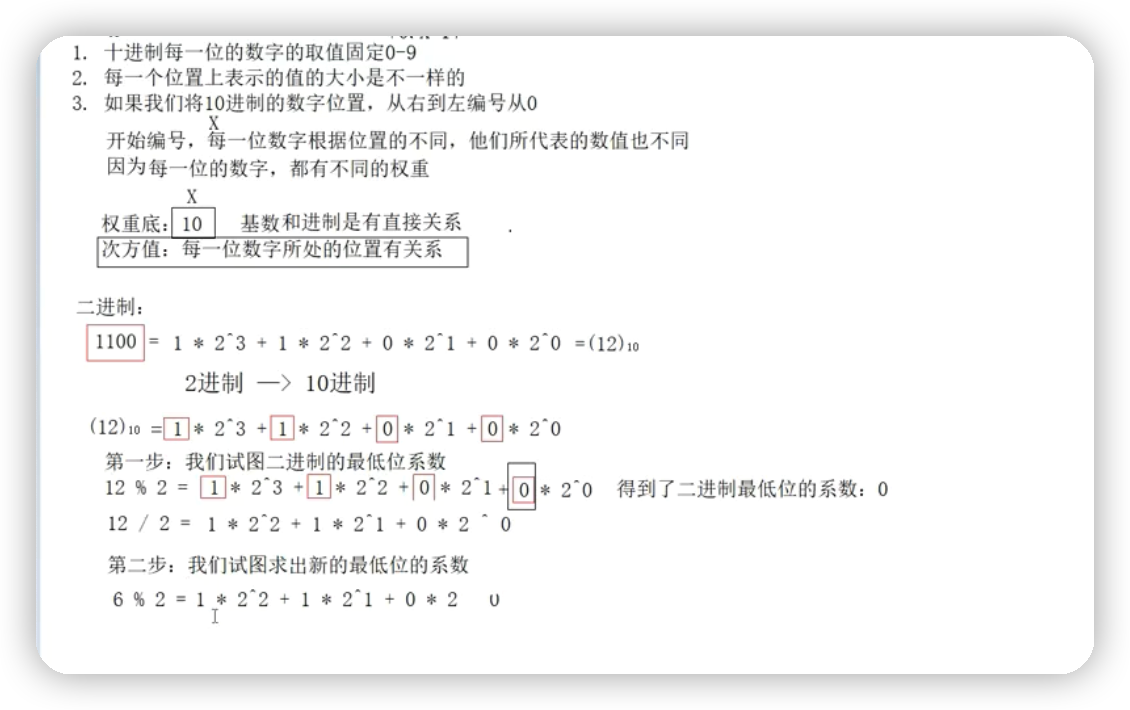 1. 十进制每一位的数字的取值固定0-9
2. 每一个位置上表示的值的大小是不一样的
3. 如果我们将10进制的数字位置，从右到左编号从0
X
开始编号，每一位数字根据位置的不同，他们所代表的数值也不同
因为每一位的数字，都有不同的权重
X
权重底：10 基数和进制是有直接关系 .
次方值：每一位数字所处的位置有关系
二进制：
1100 = 1 * 2^3 + 1 * 2^2 + 0 * 2^1 + 0 * 2^0 =(12)₁₀
2进制 —> 10进制
(12)₁₀ = 1 * 2^3 + 1 * 2^2 + 0 * 2^1 + 0 * 2^0
第一步：我们试图二进制的最低位系数
12 % 2 = 1 * 2^3 + 1 * 2^2 + 0 * 2^1 + 0 * 2^0 得到了二进制最低位的系数：0
12 / 2 = 1 * 2^2 + 1 * 2^1 + 0 * 2 ^ 0
第二步：我们试图求出新的最低位的系数
6 % 2 = 1 * 2^2 + 1 * 2^1 + 0 * 2 0